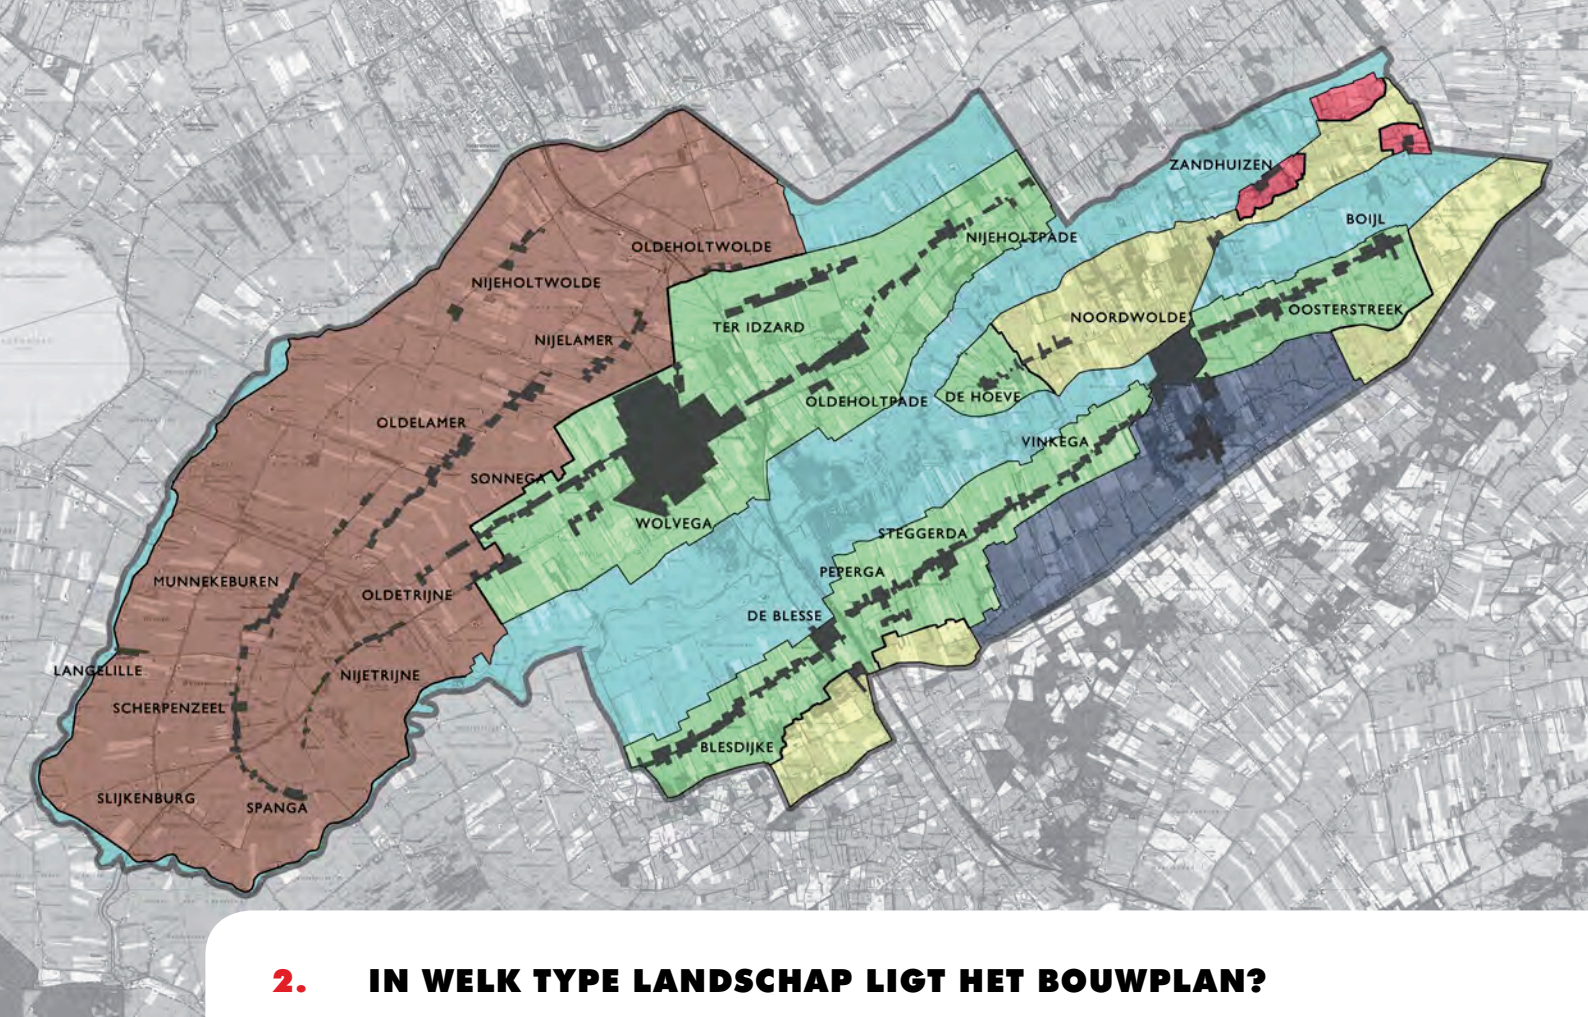 ZANDHUIZEN
BOIJL
NIJEHOLTPADE
OLDEHOLTWOLDE
NIJEHOLTWOLDE
OOSTERSTREEK
NOORDWOLDE
TER IDZARD
NIJELAMER
DE HOEVE
OLDEHOLTPADE
OLDELAMER
VINKEGA
SONNEGA
WOLVEGA
STEGGERDA
PEPERGA
MUNNEKEBUREN
OLDETRIJNE
DE BLESSE
LANGELILLE
NIJETRIJNE
SCHERPENZEEL
BLESDIJKE
SLIJKENBURG
SPANGA
2. IN WELK TYPE LANDSCHAP LIGT HET BOUWPLAN?